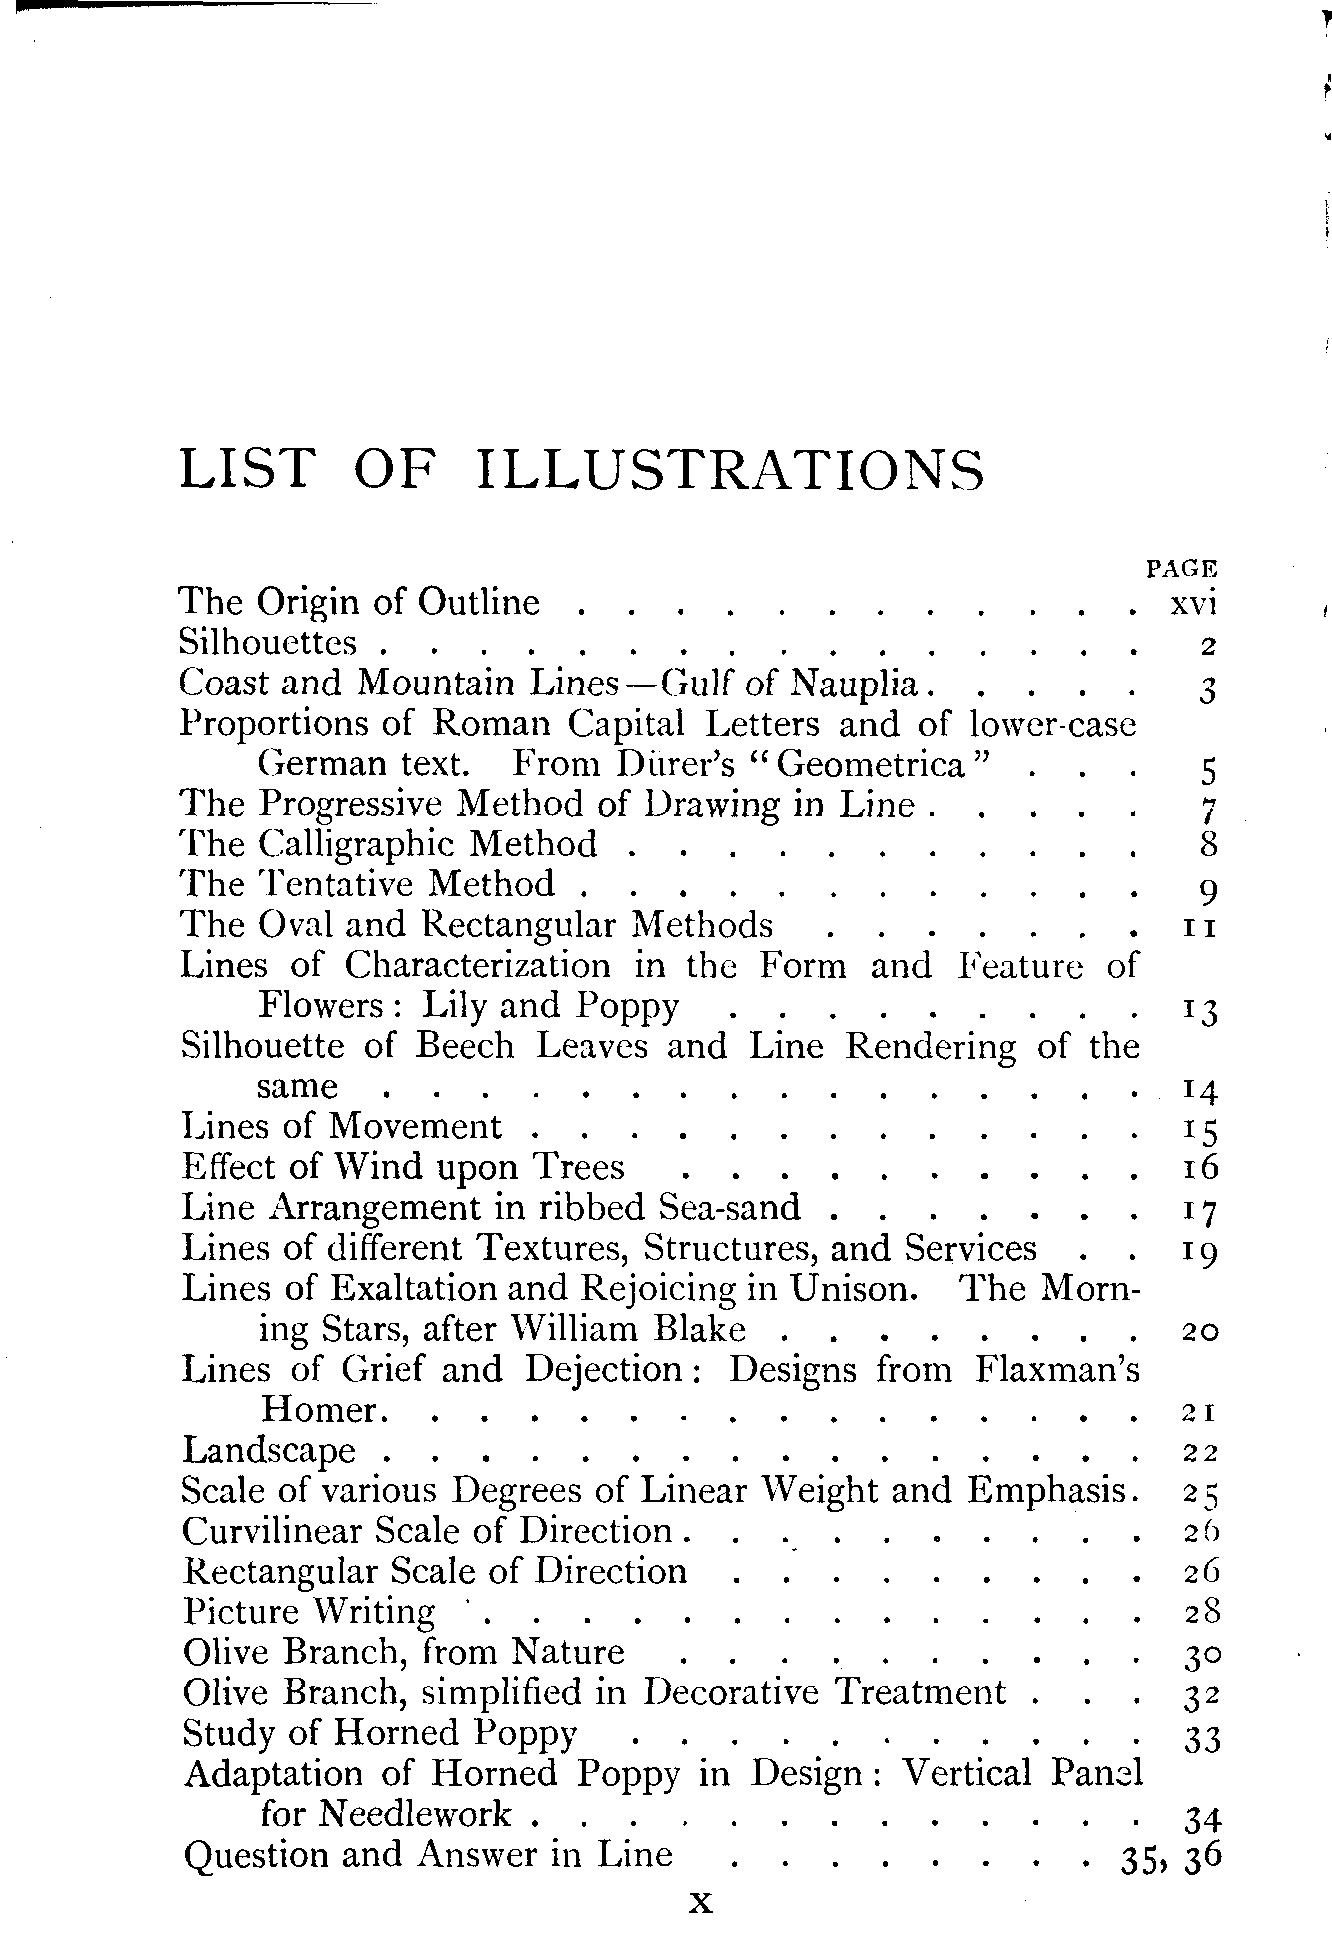 LIST OF ILLUSTRATIONS
PAGE
The Origin of Outline . . . . . . . . . . . . xvi
Silhouettes . . . . . . . . . . . . . . . . 2
Coast and Mountain Lines—Gulf of Nauplia . . . . . 3
Proportions of Roman Capital Letters and of lower-case
German text. From Dürer's "Geometrica" . . . 5
The Progressive Method of Drawing in Line . . . . . 7
The Calligraphic Method . . . . . . . . . . . 8
The Tentative Method . . . . . . . . . . . . 9
The Oval and Rectangular Methods . . . . . . . 11
Lines of Characterization in the Form and Feature of
Flowers : Lily and Poppy . . . . . . . . . 13
Silhouette of Beech Leaves and Line Rendering of the
same . . . . . . . . . . . . . . . . 14
Lines of Movement . . . . . . . . . . . . . 15
Effect of Wind upon Trees . . . . . . . . . . 16
Line Arrangement in ribbed Sea-sand . . . . . . . 17
Lines of different Textures, Structures, and Services . . 19
Lines of Exaltation and Rejoicing in Unison. The Morn-
ing Stars, after William Blake . . . . . . . . 20
Lines of Grief and Dejection : Designs from Flaxman's
Homer. . . . . . . . . . . . . . . . 21
Landscape . . . . . . . . . . . . . . . . 22
Scale of various Degrees of Linear Weight and Emphasis. 25
Curvilinear Scale of Direction . . . . . . . . . . 26
Rectangular Scale of Direction . . . . . . . . . 26
Picture Writing . . . . . . . . . . . . . . 28
Olive Branch, from Nature . . . . . . . . . . 30
Olive Branch, simplified in Decorative Treatment . . . 32
Study of Horned Poppy . . . . . . . . . . . 33
Adaptation of Horned Poppy in Design : Vertical Panel
for Needlework . . . . . . . . . . . . . 34
Question and Answer in Line . . . . . . . . 35, 36
x